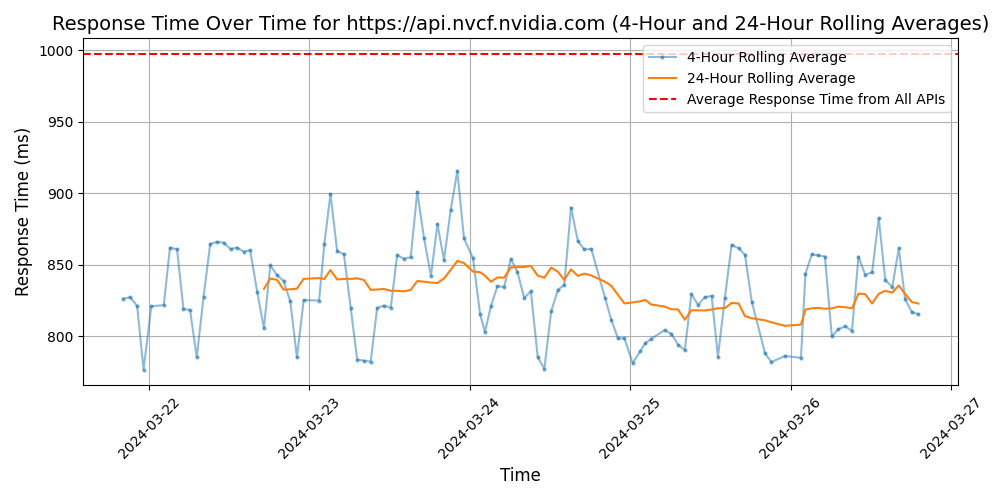 Response Time Over Time for https://api.nvcf.nvidia.com (4-Hour and 24-Hour Rolling Averages)
4-Hour Rolling Average
24-Hour Rolling Average
Average Response Time from All APIs
Response Time (ms)
1000
950
900
850
800
2024-03-22
2024-03-23
2024-03-24
2024-03-25
2024-03-26
2024-03-27
Time